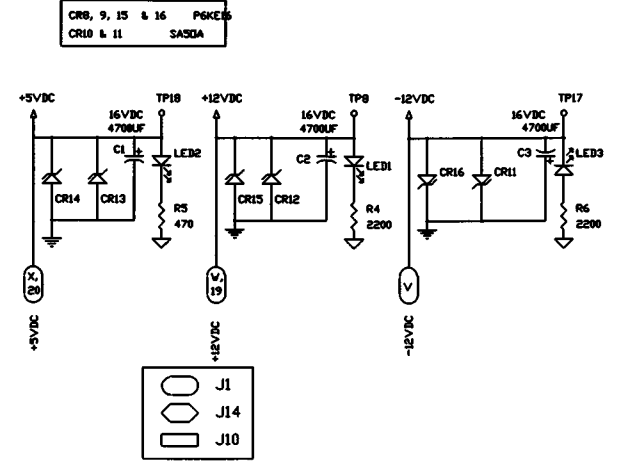 CR8, 9, 15 & 16 P6KE16
CR10 & 11 SA50A
+5VDC TP18 +12VDC TP8 -12VDC TP17
16VDC 16VDC 16VDC
4700UF 4700UF 4700UF
C1 + LED2 C2 + LED1 C3 + LED3
CR14 CR13 CR15 CR12 CR16 CR11
R5 R4 R6
470 2200 2200
X, W, V
20 19
+5VDC +12VDC -12VDC
J1
J14
J10